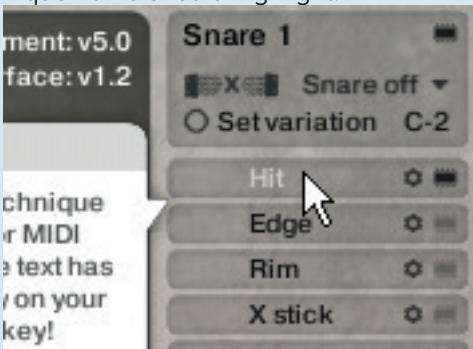 ment: v5.0
face: v1.2
Snare 1
X Snare off
Set variation C-2
Hit
Edge
Rim
X stick
chnique
r MIDI
text has
on your
key!